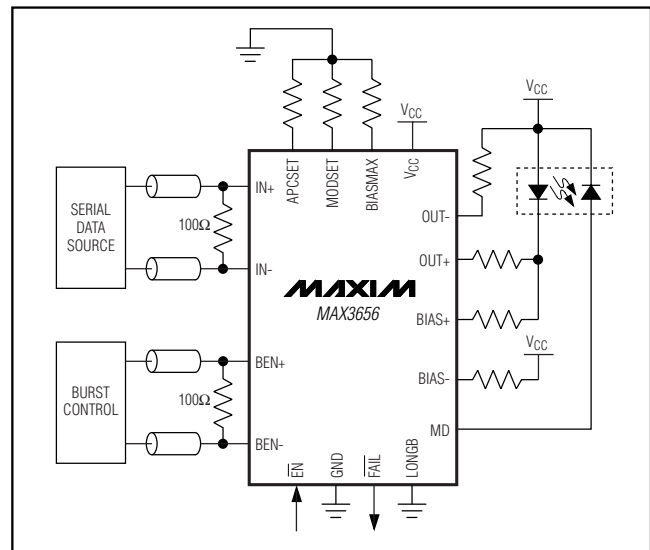 VCC
VCC
APCSET
MODSET
BIASMAX
VCC
SERIAL
DATA
SOURCE
IN+
100Ω
IN-
OUT-
OUT+
MAXIM
MAX3656
BIAS+
VCC
BURST
CONTROL
BEN+
100Ω
BEN-
BIAS-
MD
EN
GND
FAIL
LONGB